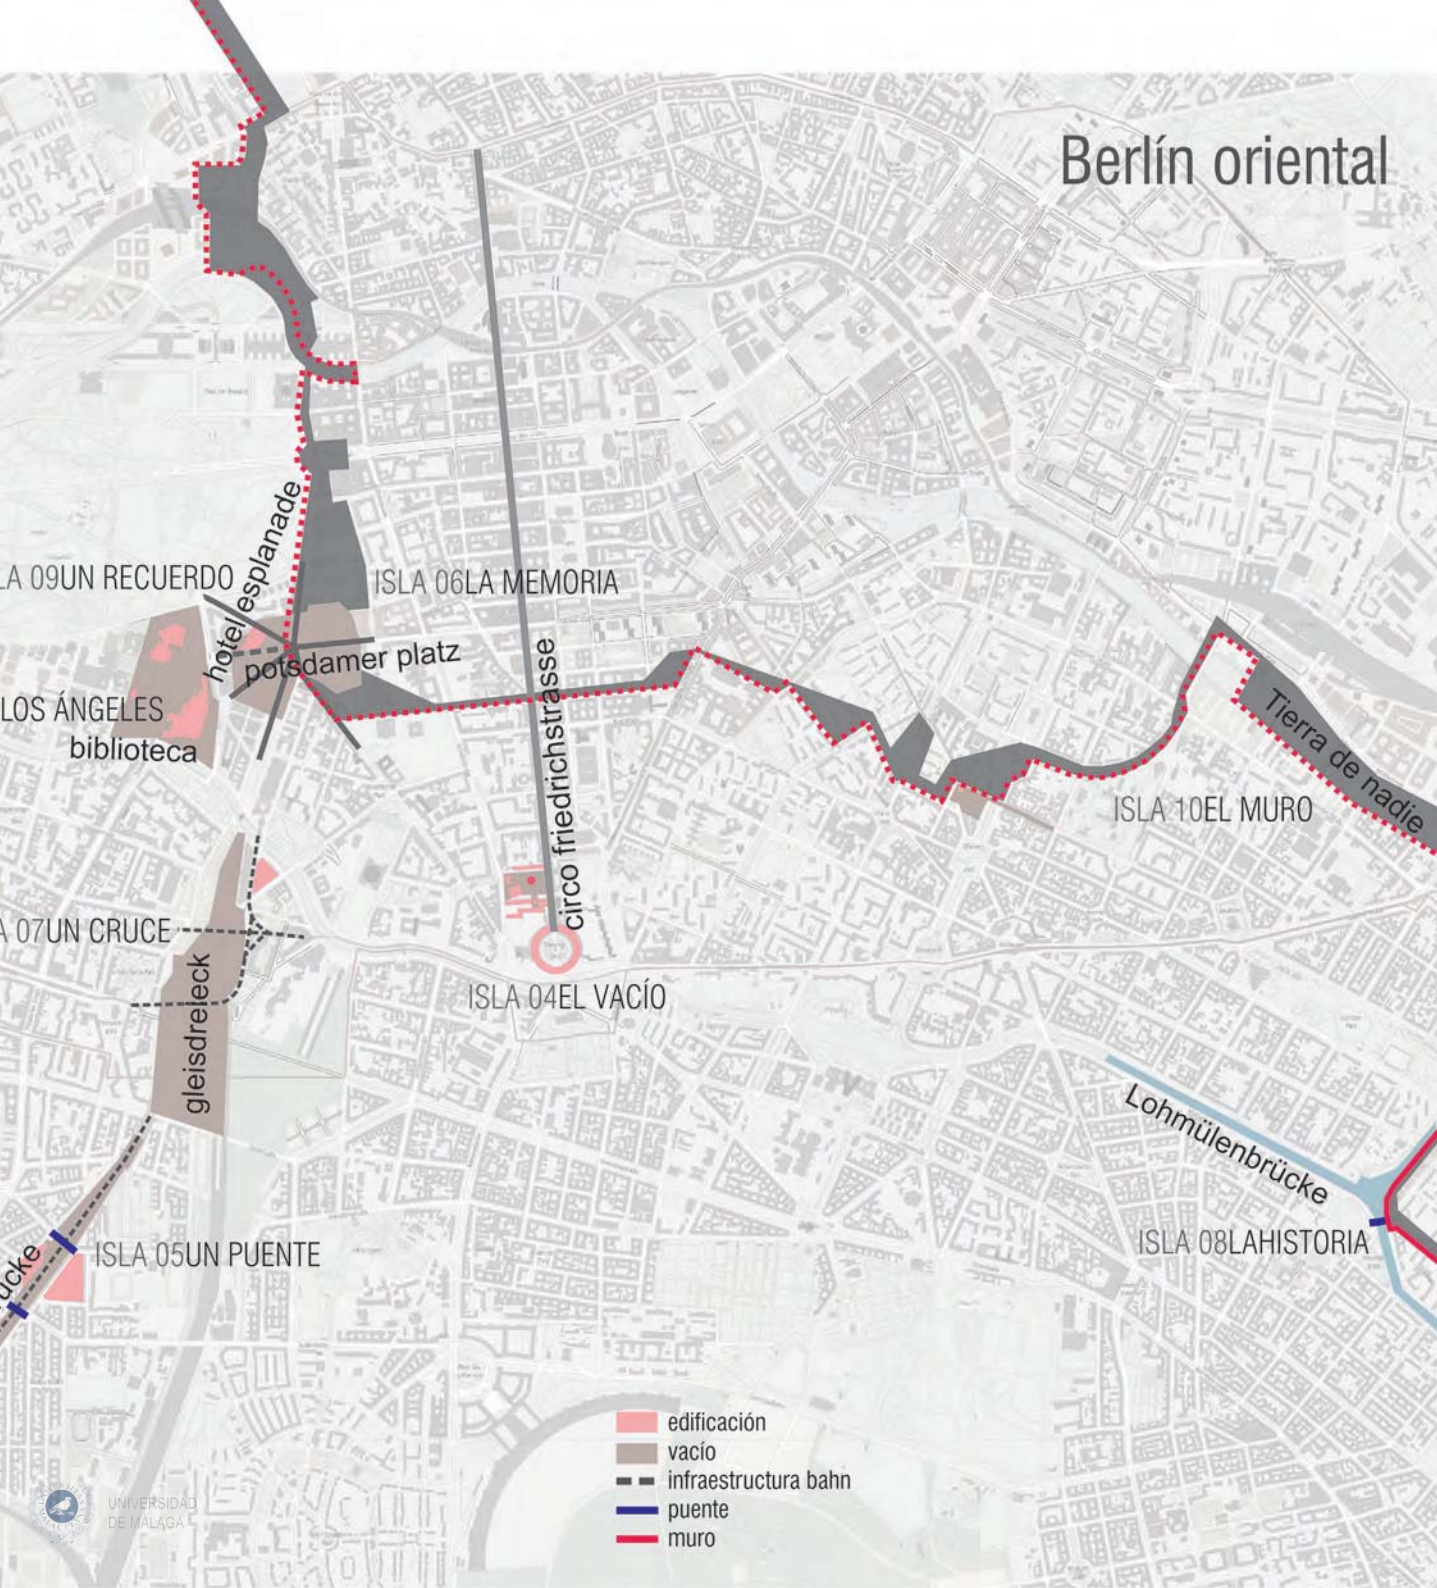 Berlín oriental
hotel esplanade
LA 09UN RECUERDO
ISLA 06LA MEMORIA
potsdamer platz
LOS ÁNGELES
biblioteca
circo friedrichstrasse
Tierra de nadie
ISLA 10EL MURO
07UN CRUCE
gleisdreieck
ISLA 04EL VACÍO
Lohmülenbrücke
ISLA 08LAHISTORIA
ISLA 05UN PUENTE
ücke
edificación
vacío
infraestructura bahn
puente
muro
UNIVERSIDAD
DE MÁLAGA